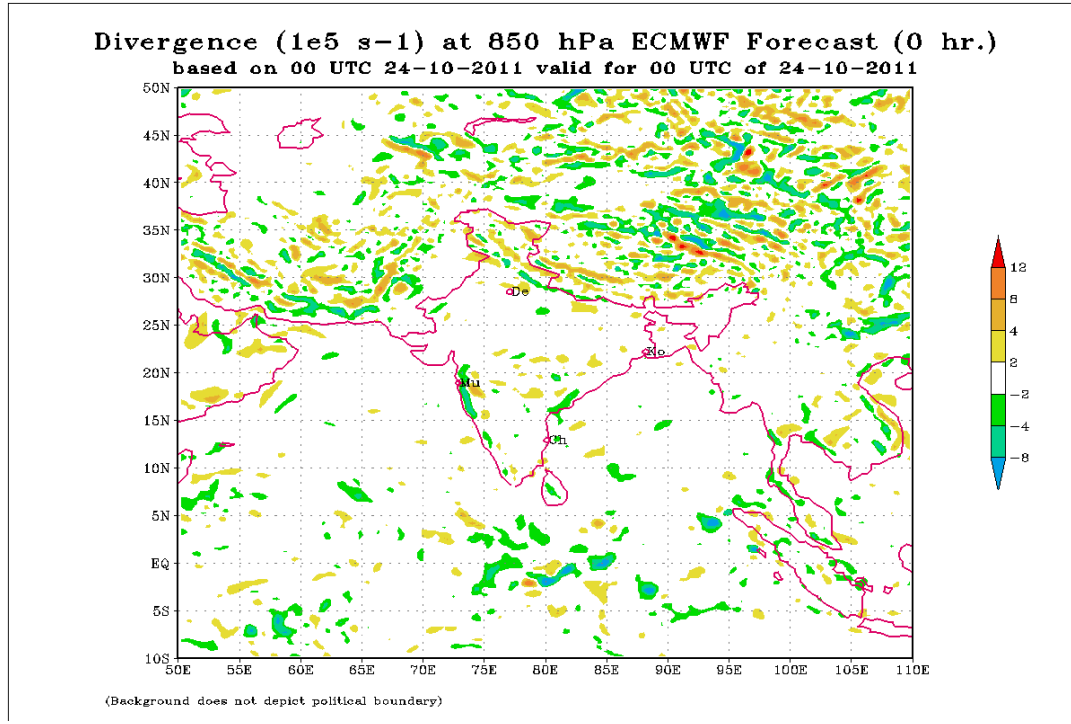 Divergence (1e5 s-1) at 850 hPa ECMWF Forecast (0 hr.)
based on 00 UTC 24-10-2011 valid for 00 UTC of 24-10-2011
50N
45N
40N
35N
30N
25N
20N
15N
10N
5N
EQ
5S
10S
De
Ko
Mu
Ch
12
8
4
2
-2
-4
-8
50E 55E 60E 65E 70E 75E 80E 85E 90E 95E 100E 105E 110E
(Background does not depict political boundary)